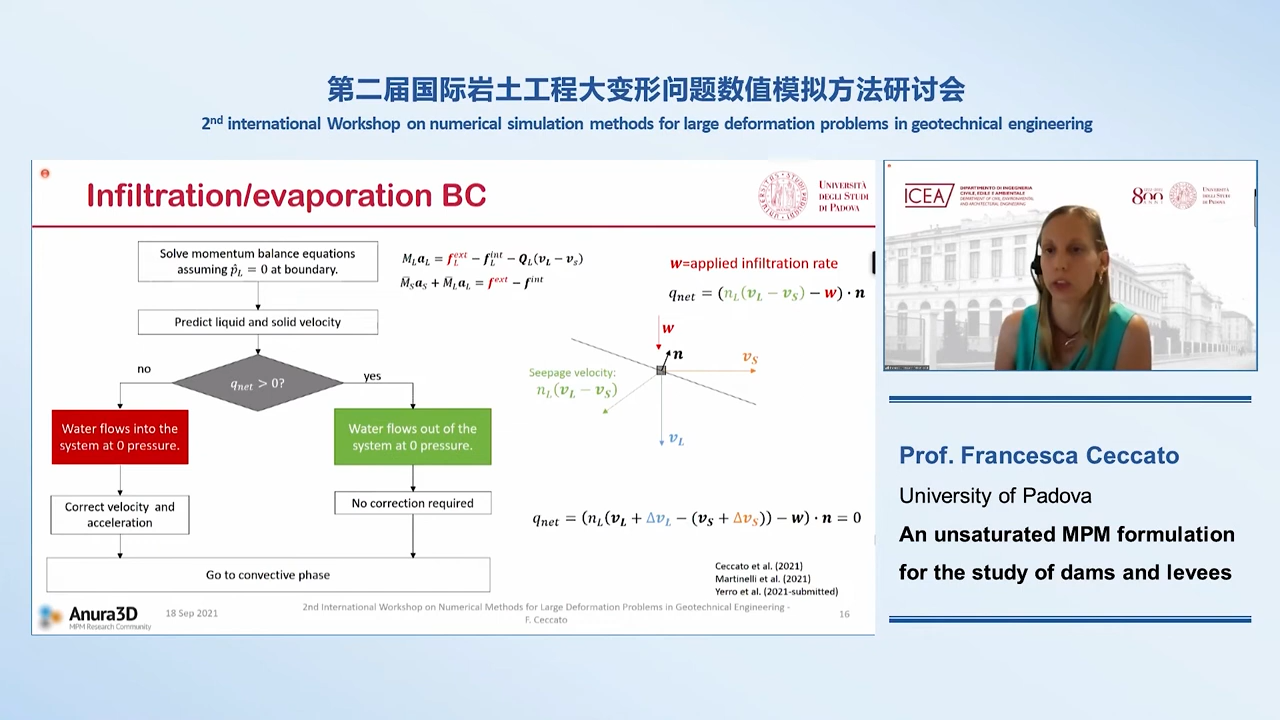 第二届国际岩土工程大变形问题数值模拟方法研讨会
2nd international Workshop on numerical simulation methods for large deformation problems in geotechnical engineering
Infiltration/evaporation BC
UNIVERSITÀ
DEGLI STUDI
DI PADOVA
Solve momentum balance equations
assuming p̂_L = 0 at boundary.
M_L a_L = f_L^ext − f_L^int − Q_L(v_L − v_S)
M̄_S a_S + M̄_L a_L = f^ext − f^int
w=applied infiltration rate
q_net = (n_L(v_L − v_S) − w) · n
Predict liquid and solid velocity
w
n
v_S
no
q_net > 0?
yes
Seepage velocity:
n_L(v_L − v_S)
v_L
Water flows into the
system at 0 pressure.
Water flows out of the
system at 0 pressure.
Correct velocity and
acceleration
No correction required
q_net = (n_L(v_L + Δv_L − (v_S + Δv_S)) − w) · n = 0
Go to convective phase
Ceccato et al. (2021)
Martinelli et al. (2021)
Yerro et al. (2021-submitted)
Anura3D
MPM Research Community
18 Sep 2021
2nd International Workshop on Numerical Methods for Large Deformation Problems in Geotechnical Engineering -
F. Ceccato
16
ICEA
DIPARTIMENTO DI INGEGNERIA
CIVILE, EDILE E AMBIENTALE
DEPARTMENT OF CIVIL, ENVIRONMENTAL
AND ARCHITECTURAL ENGINEERING
800
ANNI
UNIVERSITÀ
DEGLI STUDI
DI PADOVA
Prof. Francesca Ceccato
University of Padova
An unsaturated MPM formulation
for the study of dams and levees